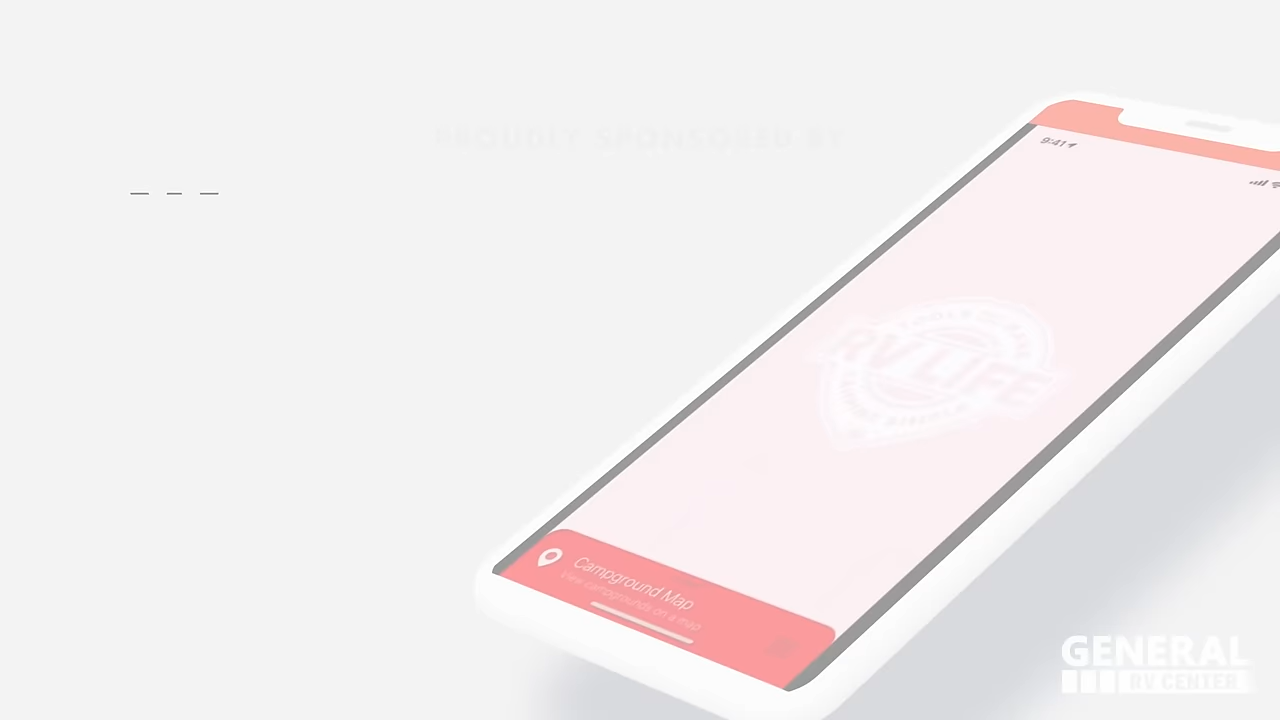 PROUDLY SPONSORED BY
9:41
RV LIFE
Campground Map
View campgrounds on a map
GENERAL
RV CENTER